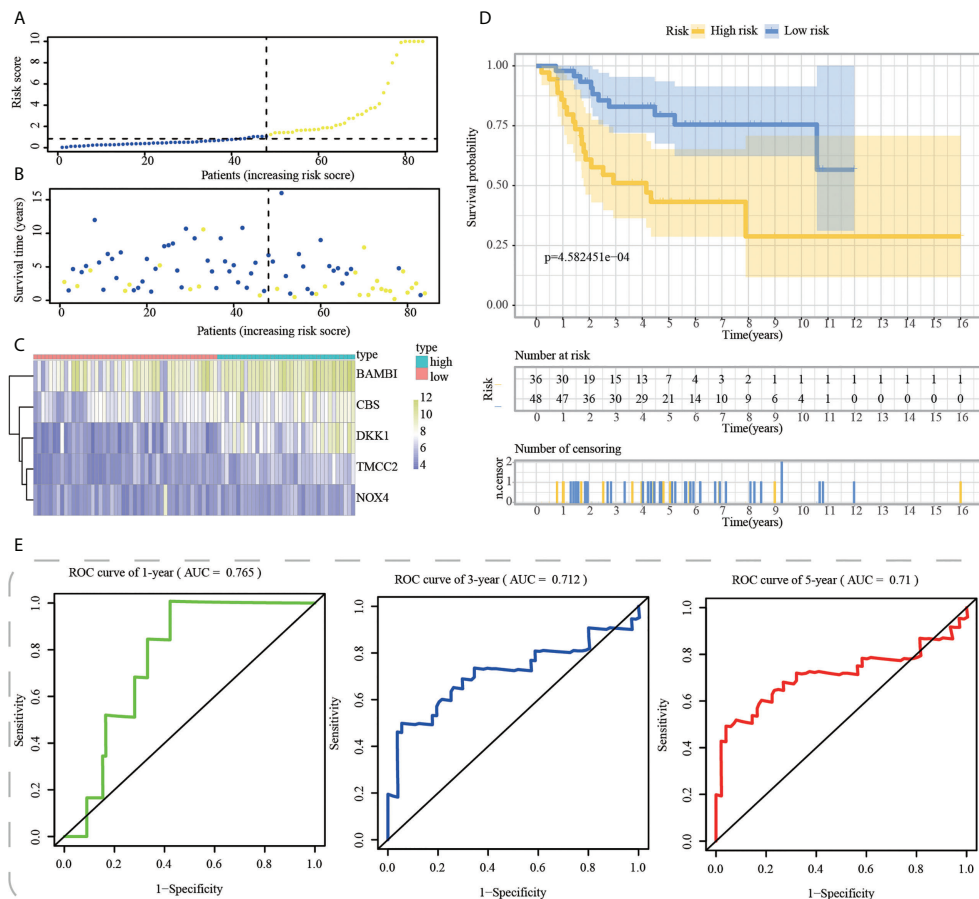 A
Risk score
0 2 4 6 8 10
0 20 40 60 80
Patients (increasing risk socre)
B
Survival time (years)
0 5 10 15
0 20 40 60 80
Patients (increasing risk socre)
C
type
BAMBI
CBS
DKK1
TMCC2
NOX4
type
high
low
12
10
8
6
4
D
Risk High risk Low risk
Survival probability
1.00
0.75
0.50
0.25
0.00
p=4.582451e−04
0 1 2 3 4 5 6 7 8 9 10 11 12 13 14 15 16
Time(years)
Number at risk
Risk
36 30 19 15 13 7 4 3 2 1 1 1 1 1 1 1 1
48 47 36 30 29 21 14 10 9 6 4 1 0 0 0 0 0
0 1 2 3 4 5 6 7 8 9 10 11 12 13 14 15 16
Time(years)
Number of censoring
n.censor
2
1
0
0 1 2 3 4 5 6 7 8 9 10 11 12 13 14 15 16
Time(years)
E
ROC curve of 1-year ( AUC = 0.765 )
Sensitivity
0.0 0.2 0.4 0.6 0.8 1.0
0.0 0.2 0.4 0.6 0.8 1.0
1−Specificity
ROC curve of 3-year ( AUC = 0.712 )
Sensitivity
0.0 0.2 0.4 0.6 0.8 1.0
0.0 0.2 0.4 0.6 0.8 1.0
1−Specificity
ROC curve of 5-year ( AUC = 0.71 )
Sensitivity
0.0 0.2 0.4 0.6 0.8 1.0
0.0 0.2 0.4 0.6 0.8 1.0
1−Specificity